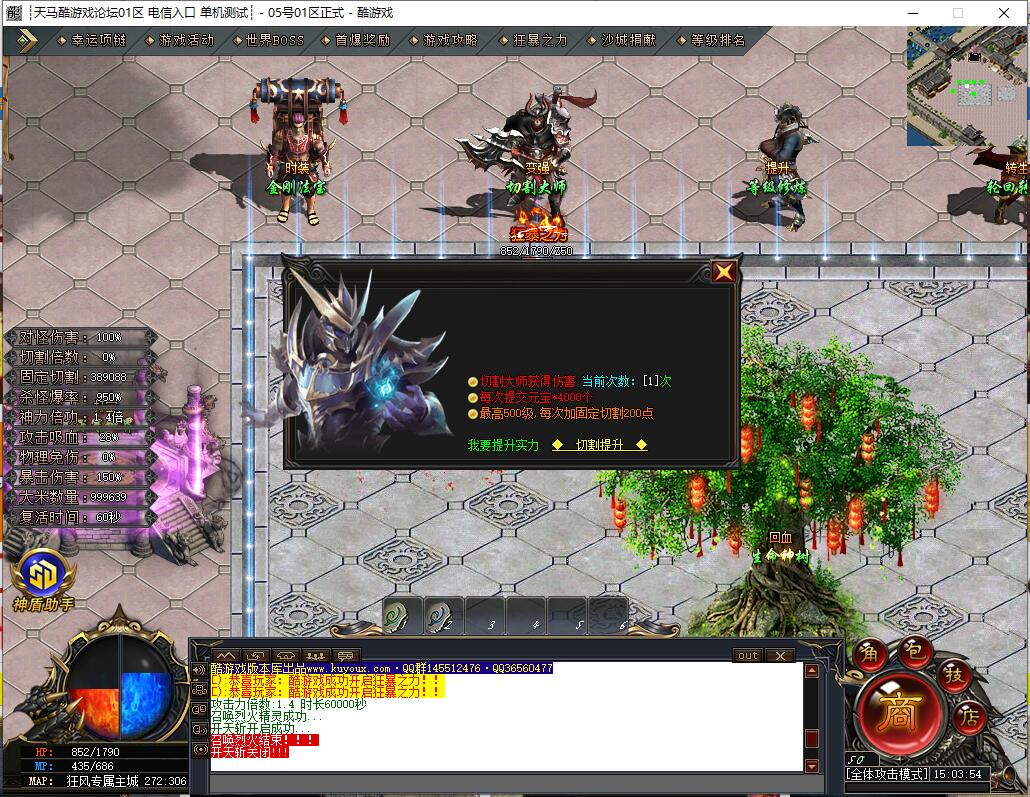 天马酷游戏论坛01区 电信入口 单机测试┆ - 05号01区正式 - 酷游戏
幸运项链 游戏活动 世界BOSS 首爆奖励 游戏攻略 狂暴之力 沙城捐献 等级排名
时装
金刚法宝
变强
切割大师
提升
等级修炼
转生
狂暴之力
852/1790/Z50
切割大师获得伤害 当前次数：[1]次
每次提交元宝*4000个
最高500级,每次加固定切割200点
我要提升实力 ◆ 切割提升 ◆
对怪伤害： 100%
切割倍数： 0%
固定切割：389088
杀怪爆率： 950%
神力倍功：1.4倍
攻击吸血： 28%
物理免伤： 0%
暴击伤害： 150%
大米数量：999639
复活时间： 60秒
神盾助手
回血
生命神树
1 2 3 4 5 6
out
酷游戏版本库出品www.kuyoux.com·QQ群145512476·QQ36560477
恭喜玩家：酷游戏成功开启狂暴之力！！
恭喜玩家：酷游戏成功开启狂暴之力！！
攻击力倍数:1.4 时长60000秒
召唤烈火精灵成功...
开天斩开启成功...
召唤烈火结束！！！！
开天斩关闭!!!
角 包 技 店
商
HP: 852/1790
MP: 435/686
MAP: 狂风专属主城 272:306
50
[全体攻击模式] 15:03:54